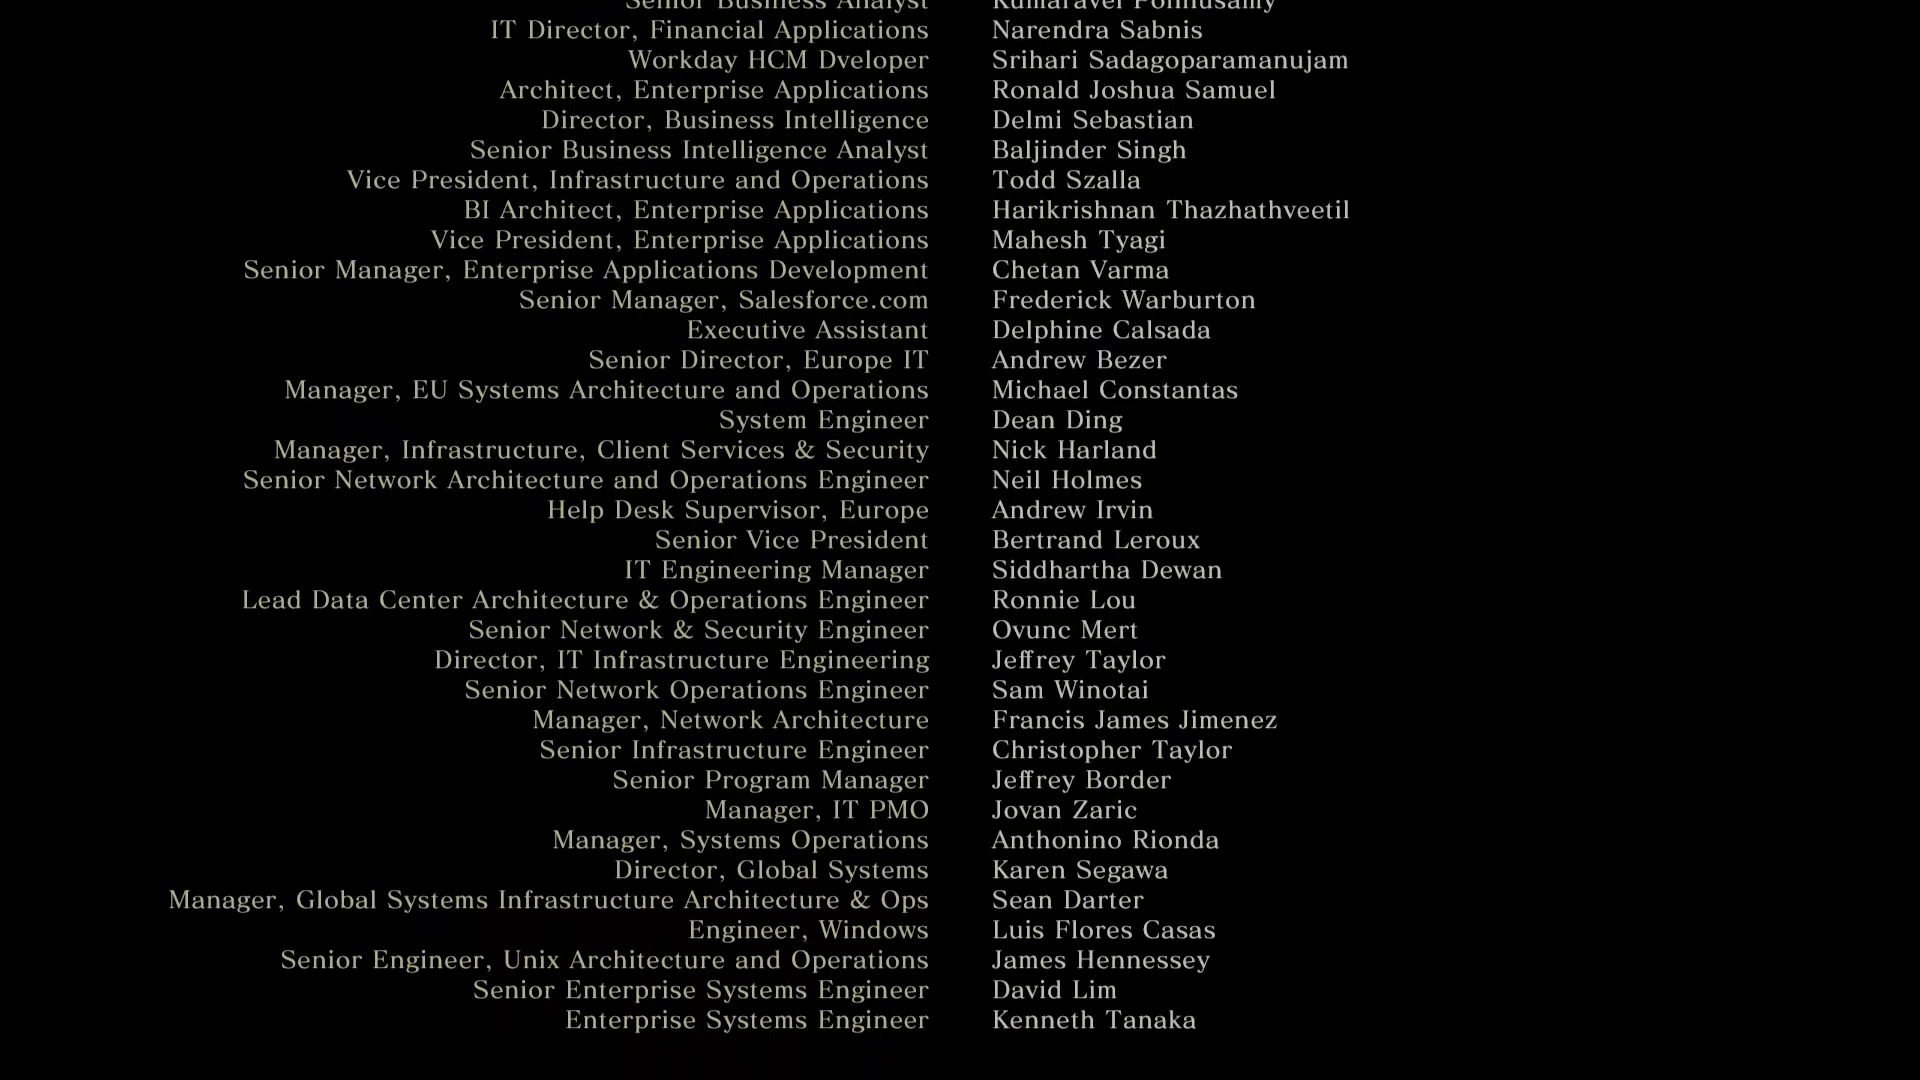 Senior Business Analyst Kumaravel Ponnusamy
IT Director, Financial Applications Narendra Sabnis
Workday HCM Dveloper Srihari Sadagoparamanujam
Architect, Enterprise Applications Ronald Joshua Samuel
Director, Business Intelligence Delmi Sebastian
Senior Business Intelligence Analyst Baljinder Singh
Vice President, Infrastructure and Operations Todd Szalla
BI Architect, Enterprise Applications Harikrishnan Thazhathveetil
Vice President, Enterprise Applications Mahesh Tyagi
Senior Manager, Enterprise Applications Development Chetan Varma
Senior Manager, Salesforce.com Frederick Warburton
Executive Assistant Delphine Calsada
Senior Director, Europe IT Andrew Bezer
Manager, EU Systems Architecture and Operations Michael Constantas
System Engineer Dean Ding
Manager, Infrastructure, Client Services & Security Nick Harland
Senior Network Architecture and Operations Engineer Neil Holmes
Help Desk Supervisor, Europe Andrew Irvin
Senior Vice President Bertrand Leroux
IT Engineering Manager Siddhartha Dewan
Lead Data Center Architecture & Operations Engineer Ronnie Lou
Senior Network & Security Engineer Ovunc Mert
Director, IT Infrastructure Engineering Jeffrey Taylor
Senior Network Operations Engineer Sam Winotai
Manager, Network Architecture Francis James Jimenez
Senior Infrastructure Engineer Christopher Taylor
Senior Program Manager Jeffrey Border
Manager, IT PMO Jovan Zaric
Manager, Systems Operations Anthonino Rionda
Director, Global Systems Karen Segawa
Manager, Global Systems Infrastructure Architecture & Ops Sean Darter
Engineer, Windows Luis Flores Casas
Senior Engineer, Unix Architecture and Operations James Hennessey
Senior Enterprise Systems Engineer David Lim
Enterprise Systems Engineer Kenneth Tanaka